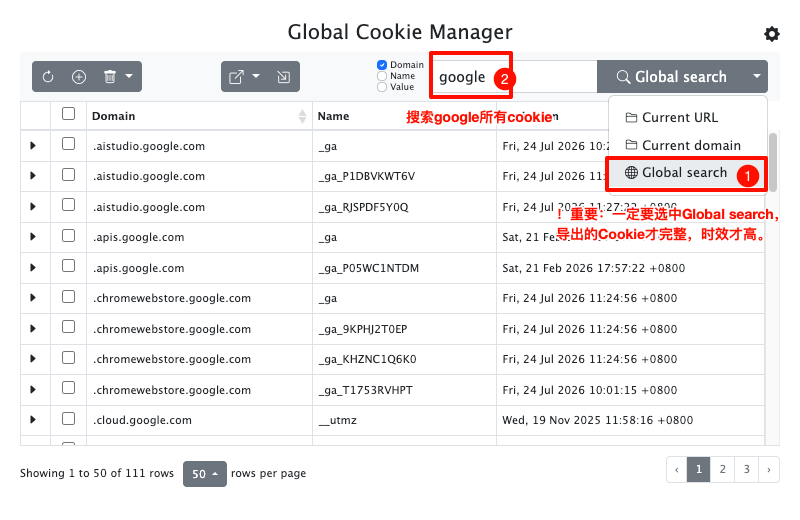 Global Cookie Manager
Domain
Name
Value
google
2
Global search
搜索google所有cookie
Current URL
Current domain
Global search
1
！重要：一定要选中Global search，
导出的Cookie才完整，时效才高。
Domain Name
.aistudio.google.com _ga Fri, 24 Jul 2026 10:2
.aistudio.google.com _ga_P1DBVKWT6V Fri, 24 Jul 2026 11:
.aistudio.google.com _ga_RJSPDF5Y0Q Fri, 24 Jul 2026 11:27:22 +0800
.apis.google.com _ga Sat, 21 Feb
.apis.google.com _ga_P05WC1NTDM Sat, 21 Feb 2026 17:57:22 +0800
.chromewebstore.google.com _ga Fri, 24 Jul 2026 11:24:56 +0800
.chromewebstore.google.com _ga_9KPHJ2T0EP Fri, 24 Jul 2026 11:24:56 +0800
.chromewebstore.google.com _ga_KHZNC1Q6K0 Fri, 24 Jul 2026 11:24:56 +0800
.chromewebstore.google.com _ga_T1753RVHPT Fri, 24 Jul 2026 10:01:15 +0800
.cloud.google.com __utmz Wed, 19 Nov 2025 11:58:16 +0800
Showing 1 to 50 of 111 rows 50 rows per page
‹ 1 2 3 ›